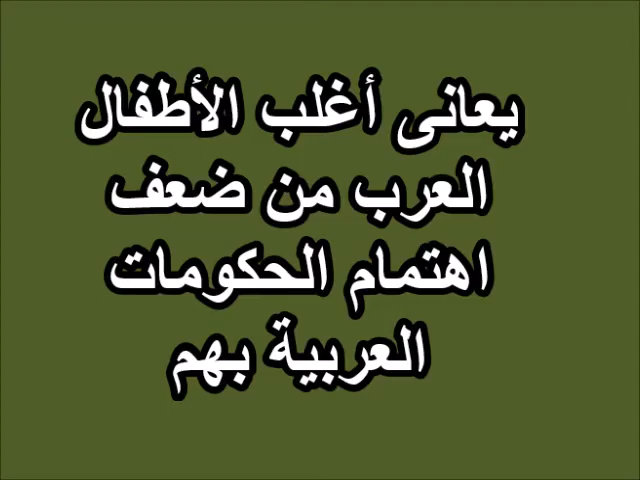 يعانى أغلب الأطفال
العرب من ضعف
اهتمام الحكومات
العربية بهم